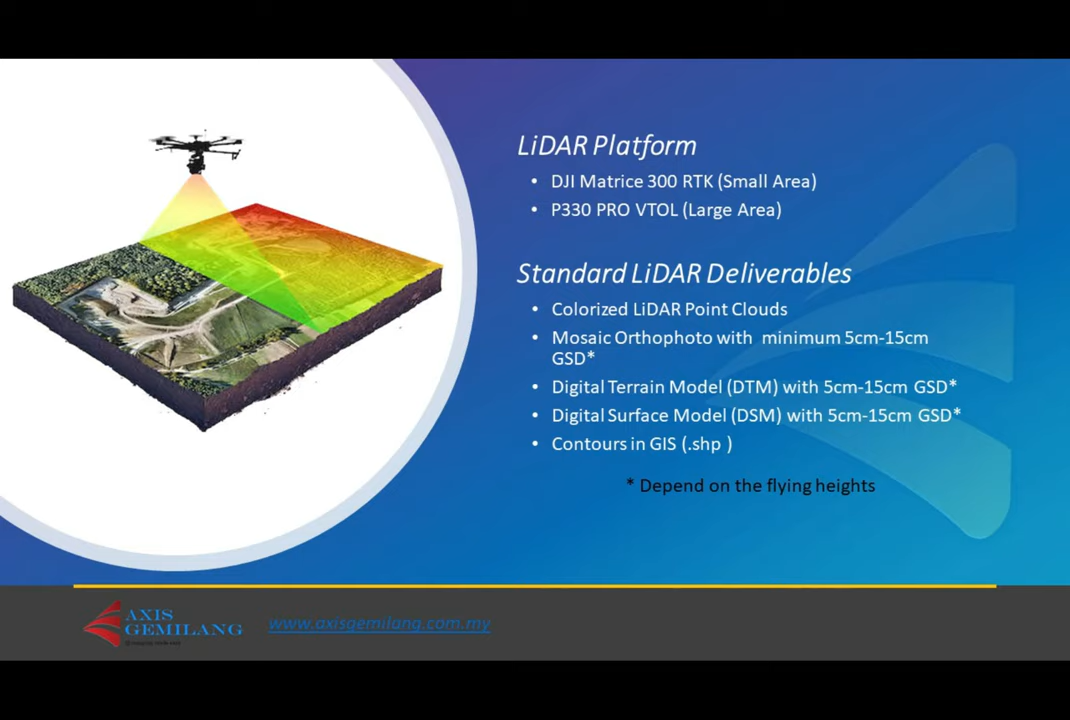 LiDAR Platform
• DJI Matrice 300 RTK (Small Area)
• P330 PRO VTOL (Large Area)
Standard LiDAR Deliverables
• Colorized LiDAR Point Clouds
• Mosaic Orthophoto with minimum 5cm-15cm
GSD*
• Digital Terrain Model (DTM) with 5cm-15cm GSD*
• Digital Surface Model (DSM) with 5cm-15cm GSD*
• Contours in GIS (.shp )
* Depend on the flying heights
AXIS
GEMILANG
www.axisgemilang.com.my